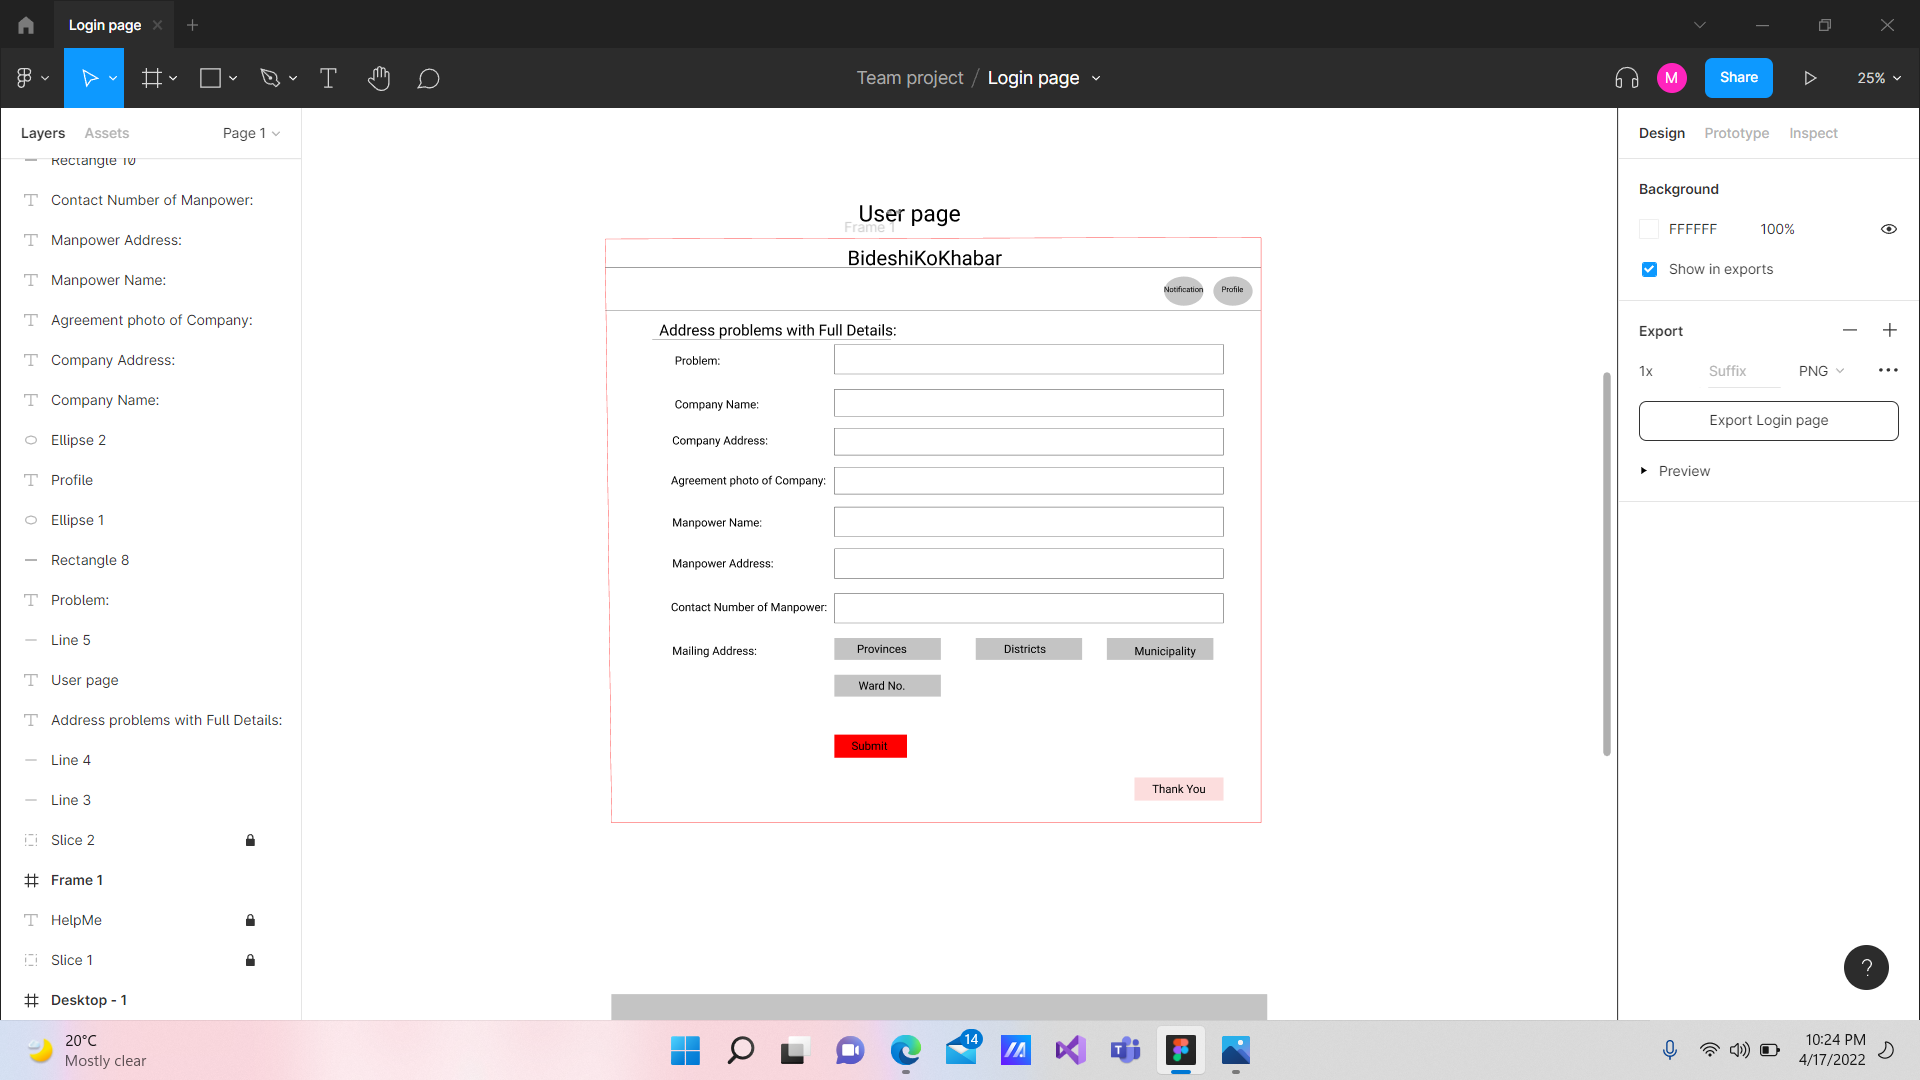 Login page
Team project / Login page
M
Share
25%
Layers
Assets
Page 1
Design
Prototype
Inspect
Rectangle 10
Contact Number of Manpower:
Manpower Address:
Manpower Name:
Agreement photo of Company:
Company Address:
Company Name:
Ellipse 2
Profile
Ellipse 1
Rectangle 8
Problem:
Line 5
User page
Address problems with Full Details:
Line 4
Line 3
Slice 2
Frame 1
HelpMe
Slice 1
Desktop - 1
User page
Frame 1
BideshiKoKhabar
Notification
Profile
Address problems with Full Details:
Problem:
Company Name:
Company Address:
Agreement photo of Company:
Manpower Name:
Manpower Address:
Contact Number of Manpower:
Mailing Address:
Provinces
Districts
Municipality
Ward No.
Submit
Thank You
Background
FFFFFF
100%
Show in exports
Export
1x
Suffix
PNG
Export Login page
Preview
?
20°C
Mostly clear
14
10:24 PM
4/17/2022